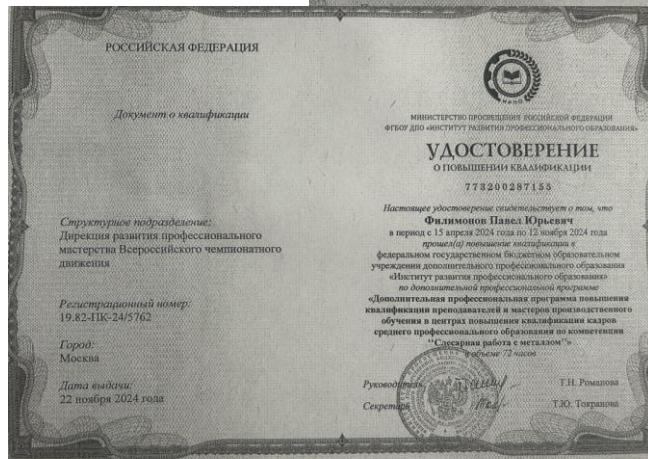 РОССИЙСКАЯ ФЕДЕРАЦИЯ
Документ о квалификации
Структурное подразделение:
Дирекция развития профессионального
мастерства Всероссийского чемпионатного
движения
Регистрационный номер:
19.82-ПК-24/5762
Город:
Москва
Дата выдачи:
22 ноября 2024 года
МИНИСТЕРСТВО ПРОСВЕЩЕНИЯ РОССИЙСКОЙ ФЕДЕРАЦИИ
ФГБОУ ДПО «ИНСТИТУТ РАЗВИТИЯ ПРОФЕССИОНАЛЬНОГО ОБРАЗОВАНИЯ»
УДОСТОВЕРЕНИЕ
О ПОВЫШЕНИИ КВАЛИФИКАЦИИ
773200287155
Настоящее удостоверение свидетельствует о том, что
Филимонов Павел Юрьевич
в период с 15 апреля 2024 года по 12 ноября 2024 года
прошел(а) повышение квалификации в
федеральном государственном бюджетном образовательном
учреждении дополнительного профессионального образования
«Институт развития профессионального образования»
по дополнительной профессиональной программе
«Дополнительная профессиональная программа повышения
квалификации преподавателей и мастеров производственного
обучения в центрах повышения квалификации кадров
среднего профессионального образования по компетенции
"Слесарная работа с металлом"»
в объеме 72 часов
Руководитель Т.Н. Романова
Секретарь Т.Ю. Топранова